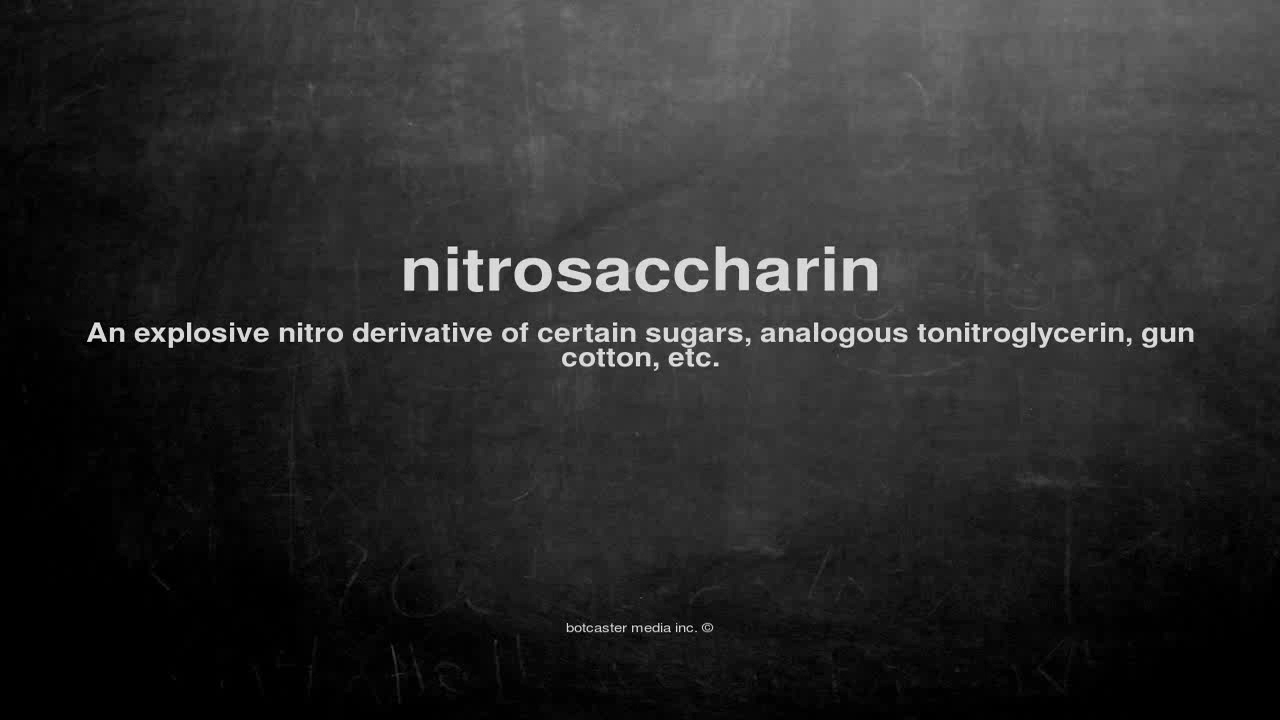 nitrosaccharin
An explosive nitro derivative of certain sugars, analogous tonitroglycerin, gun
cotton, etc.
botcaster media inc. ©